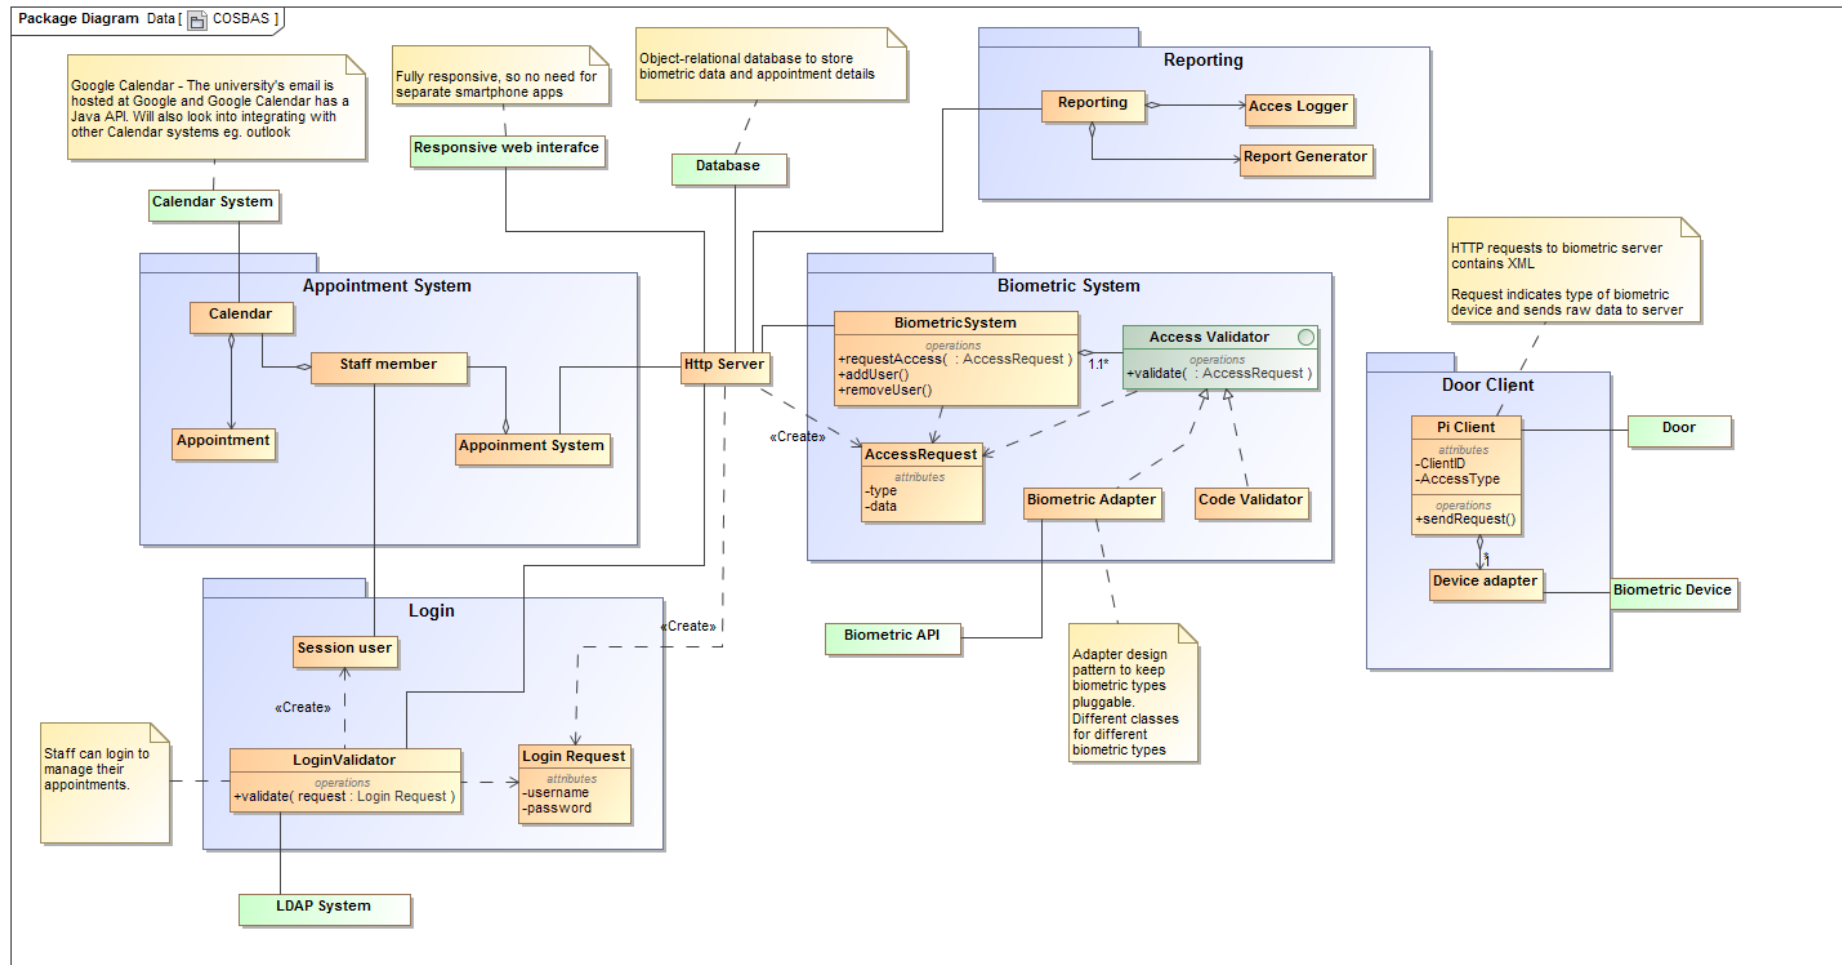 Package Diagram Data [ COSBAS ]
Google Calendar - The university's email is
hosted at Google and Google Calendar has a
Java API. Will also look into integrating with
other Calendar systems eg. outlook
Fully responsive, so no need for
separate smartphone apps
Object-relational database to store
biometric data and appointment details
Calendar System
Responsive web interafce
Database
Reporting
Reporting
Acces Logger
Report Generator
HTTP requests to biometric server
contains XML
Request indicates type of biometric
device and sends raw data to server
Appointment System
Calendar
Staff member
Appointment
Appoinment System
Http Server
«Create»
«Create»
Biometric System
BiometricSystem
operations
+requestAccess( : AccessRequest )
+addUser()
+removeUser()
1.1*
Access Validator
operations
+validate( : AccessRequest )
AccessRequest
attributes
-type
-data
Biometric Adapter
Code Validator
Biometric API
Adapter design
pattern to keep
biometric types
pluggable.
Different classes
for different
biometric types
Door Client
Pi Client
attributes
-ClientID
-AccessType
operations
+sendRequest()
*
1
Device adapter
Door
Biometric Device
Login
Session user
«Create»
LoginValidator
operations
+validate( request : Login Request )
Login Request
attributes
-username
-password
Staff can login to
manage their
appointments.
LDAP System